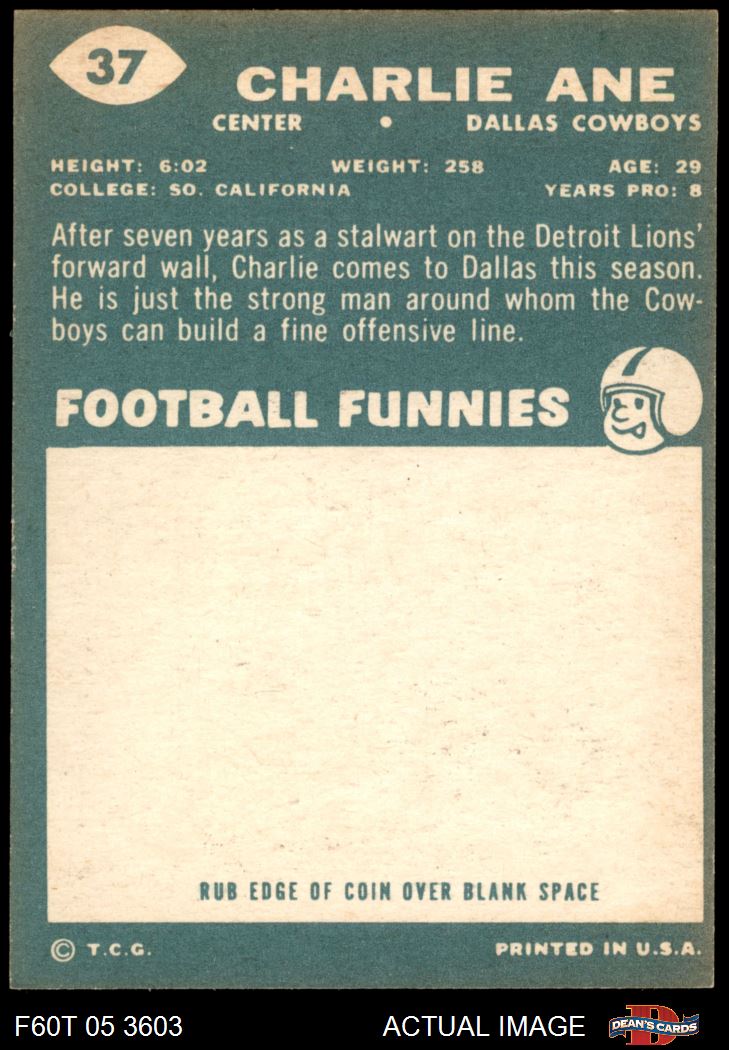 37
CHARLIE ANE
CENTER • DALLAS COWBOYS
HEIGHT: 6:02 WEIGHT: 258 AGE: 29
COLLEGE: SO. CALIFORNIA YEARS PRO: 8
After seven years as a stalwart on the Detroit Lions'
forward wall, Charlie comes to Dallas this season.
He is just the strong man around whom the Cow-
boys can build a fine offensive line.
FOOTBALL FUNNIES
RUB EDGE OF COIN OVER BLANK SPACE
© T.C.G. PRINTED IN U.S.A.
F60T 05 3603 ACTUAL IMAGE DEAN'S CARDS